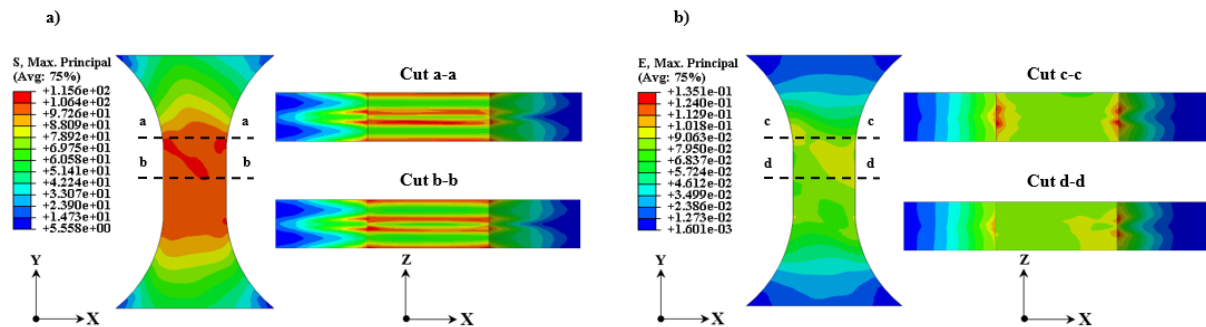 a)
S, Max. Principal
(Avg: 75%)
+1.156e+02
+1.064e+02
+9.726e+01
+8.809e+01
+7.892e+01
+6.975e+01
+6.058e+01
+5.141e+01
+4.224e+01
+3.307e+01
+2.390e+01
+1.473e+01
+5.558e+00
a a
b b
Cut a-a
Cut b-b
Y
X
Z
X
b)
E, Max. Principal
(Avg: 75%)
+1.351e-01
+1.240e-01
+1.129e-01
+1.018e-01
+9.063e-02
+7.950e-02
+6.837e-02
+5.724e-02
+4.612e-02
+3.499e-02
+2.386e-02
+1.273e-02
+1.601e-03
c c
d d
Cut c-c
Cut d-d
Y
X
Z
X